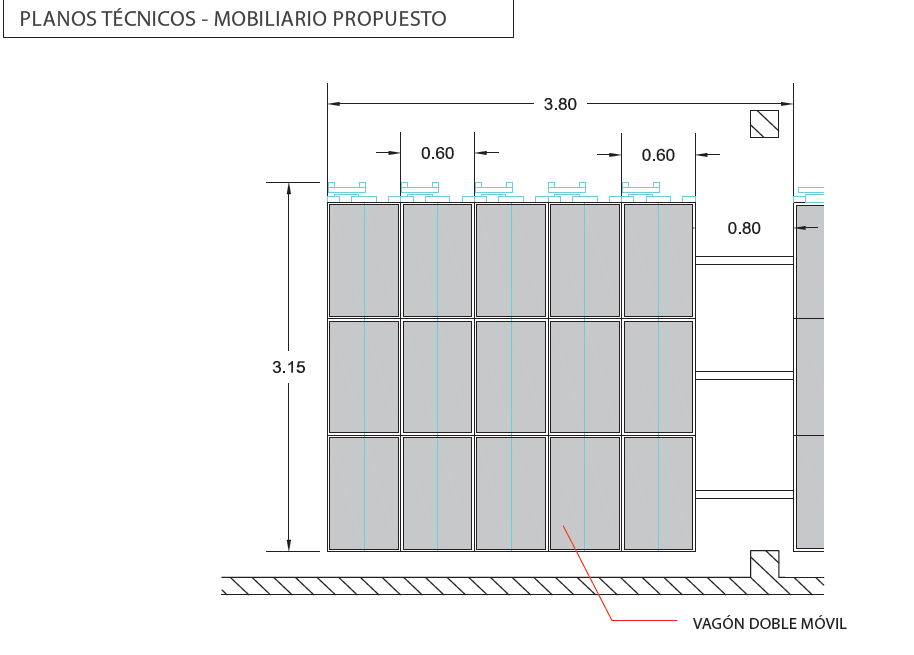 PLANOS TÉCNICOS - MOBILIARIO PROPUESTO
3.80
0.60
0.60
0.80
3.15
VAGÓN DOBLE MÓVIL